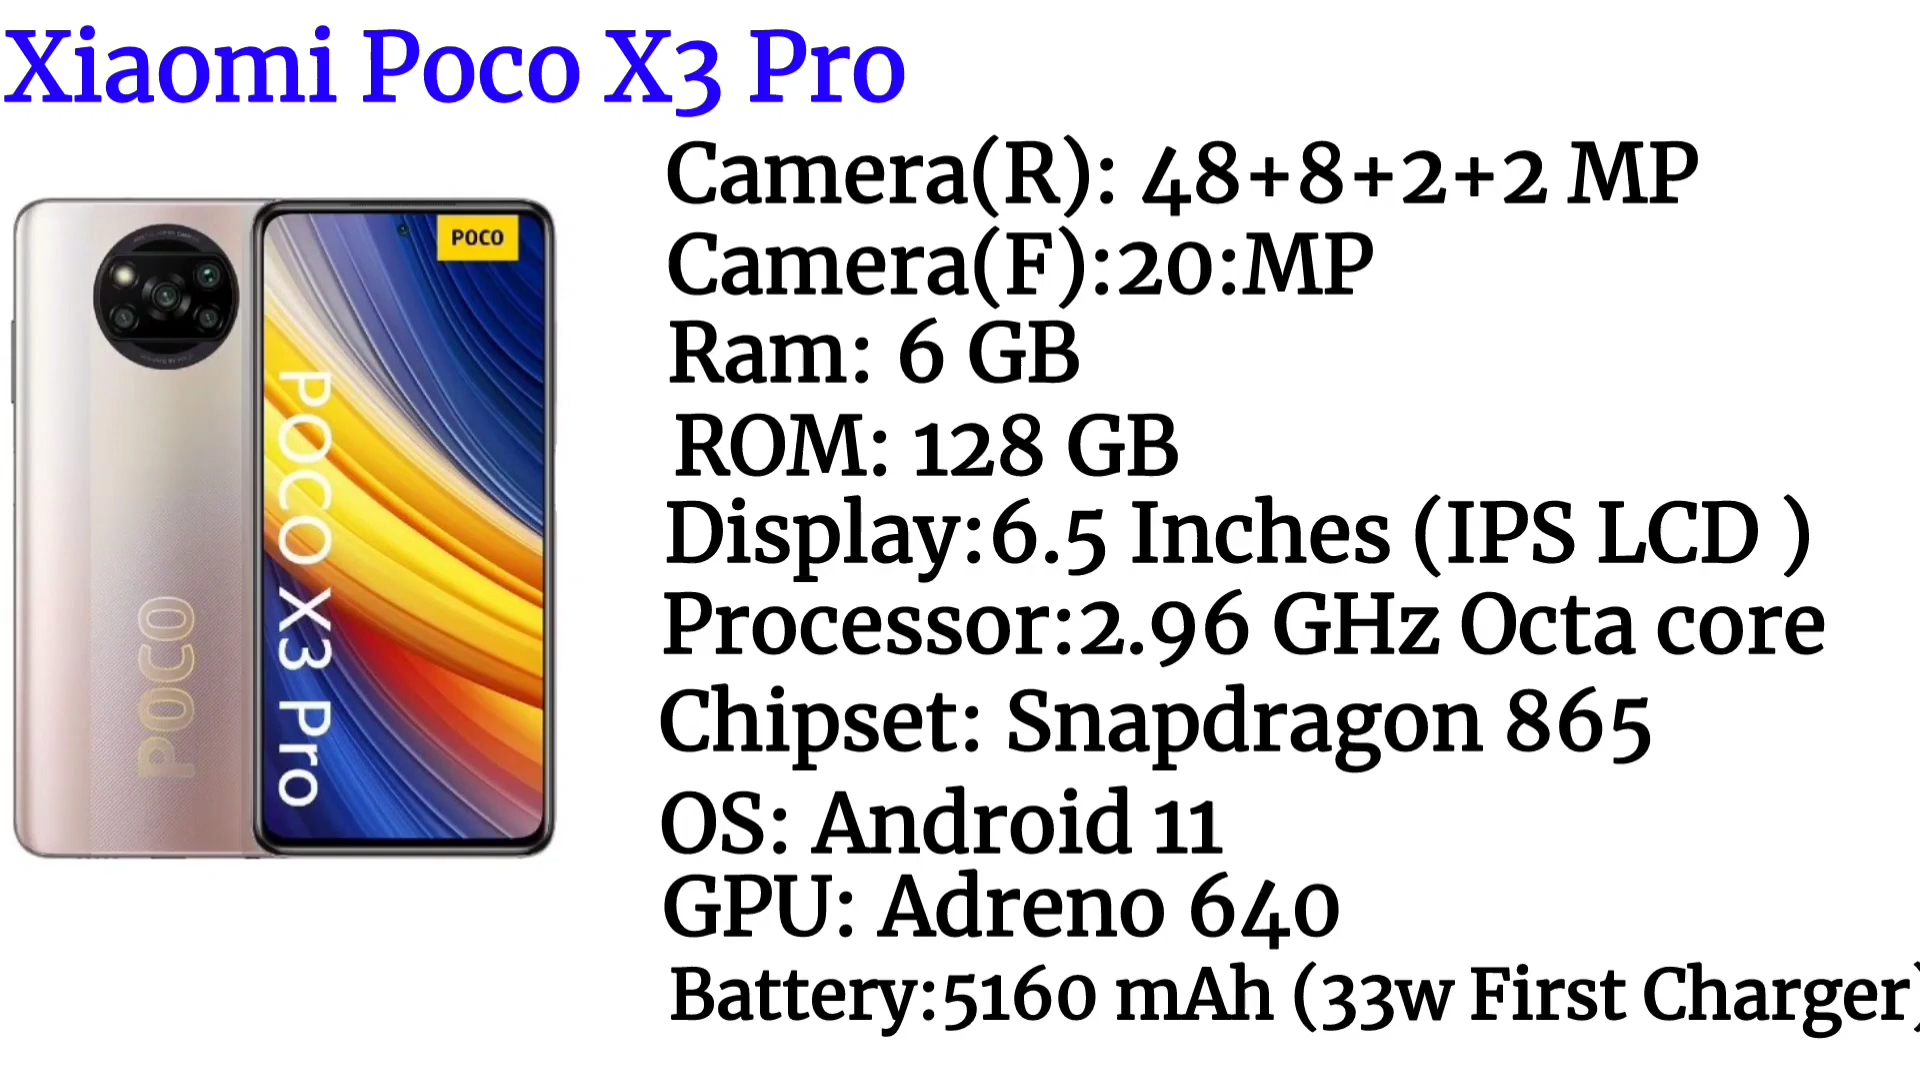 Xiaomi Poco X3 Pro
Camera(R): 48+8+2+2 MP
Camera(F):20:MP
Ram: 6 GB
ROM: 128 GB
Display:6.5 Inches (IPS LCD )
Processor:2.96 GHz Octa core
Chipset: Snapdragon 865
OS: Android 11
GPU: Adreno 640
Battery:5160 mAh (33w First Charger)
POCO
POCO
POCO X3 Pro